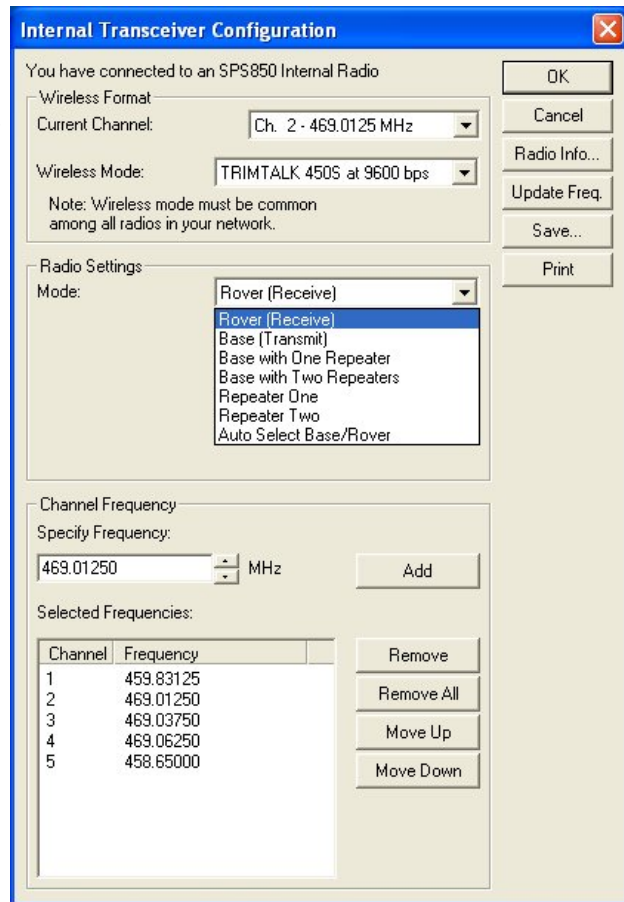 Internal Transceiver Configuration
You have connected to an SPS850 Internal Radio
Wireless Format
Current Channel:
Ch. 2 - 469.0125 MHz
Wireless Mode:
TRIMTALK 450S at 9600 bps
Note: Wireless mode must be common
among all radios in your network.
OK
Cancel
Radio Info...
Update Freq.
Save...
Print
Radio Settings
Mode:
Rover (Receive)
Rover (Receive)
Base (Transmit)
Base with One Repeater
Base with Two Repeaters
Repeater One
Repeater Two
Auto Select Base/Rover
Channel Frequency
Specify Frequency:
469.01250 MHz
Add
Selected Frequencies:
Channel Frequency
1 459.83125
2 469.01250
3 469.03750
4 469.06250
5 458.65000
Remove
Remove All
Move Up
Move Down